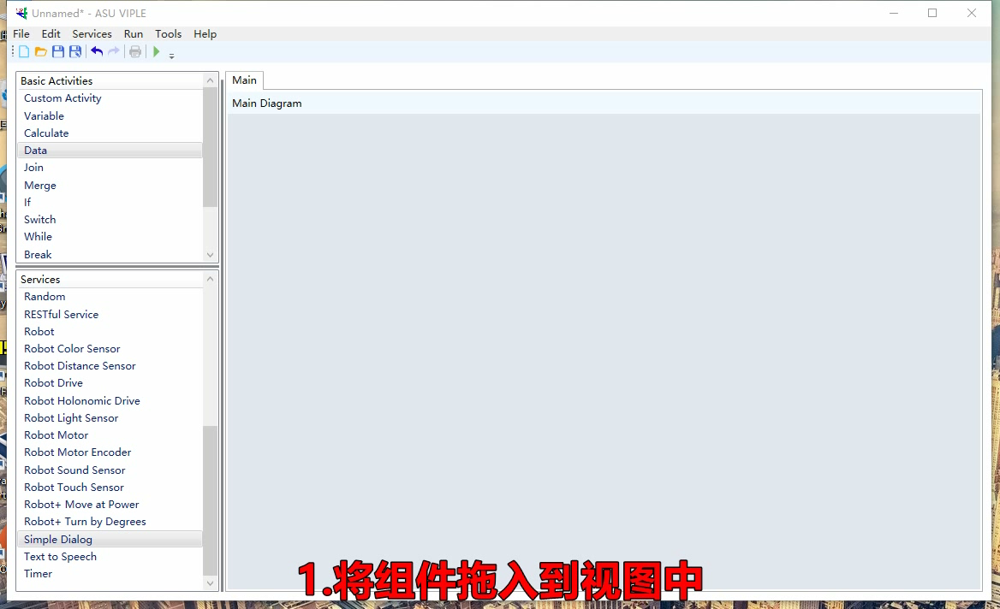 Unnamed* - ASU VIPLE
File Edit Services Run Tools Help
Basic Activities
Custom Activity
Variable
Calculate
Data
Join
Merge
If
Switch
While
Break
Services
Random
RESTful Service
Robot
Robot Color Sensor
Robot Distance Sensor
Robot Drive
Robot Holonomic Drive
Robot Light Sensor
Robot Motor
Robot Motor Encoder
Robot Sound Sensor
Robot Touch Sensor
Robot+ Move at Power
Robot+ Turn by Degrees
Simple Dialog
Text to Speech
Timer
Main
Main Diagram
1.将组件拖入到视图中